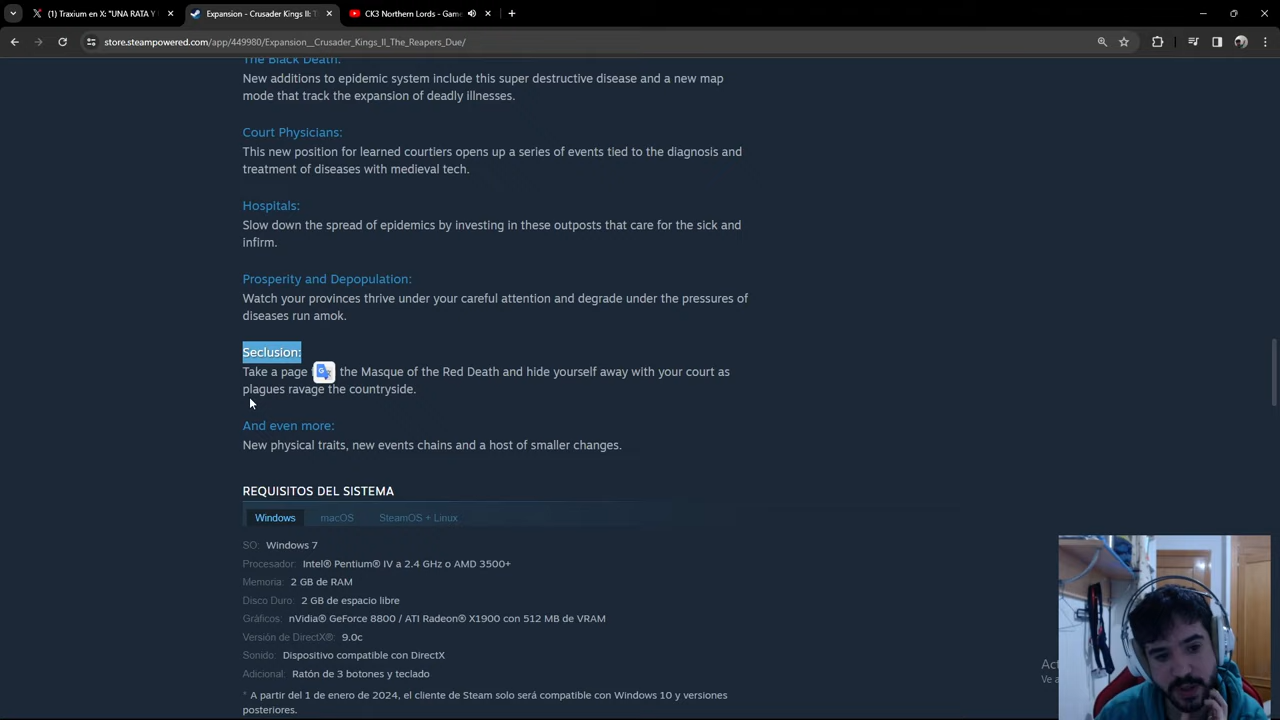 (1) Traxium en X: "UNA RATA Y
Expansion - Crusader Kings II: T
CK3 Northern Lords - Gam
store.steampowered.com/app/449980/Expansion__Crusader_Kings_II_The_Reapers_Due/
The Black Death:
New additions to epidemic system include this super destructive disease and a new map
mode that track the expansion of deadly illnesses.
Court Physicians:
This new position for learned courtiers opens up a series of events tied to the diagnosis and
treatment of diseases with medieval tech.
Hospitals:
Slow down the spread of epidemics by investing in these outposts that care for the sick and
infirm.
Prosperity and Depopulation:
Watch your provinces thrive under your careful attention and degrade under the pressures of
diseases run amok.
Seclusion:
Take a page the Masque of the Red Death and hide yourself away with your court as
plagues ravage the countryside.
And even more:
New physical traits, new events chains and a host of smaller changes.
REQUISITOS DEL SISTEMA
Windows macOS SteamOS + Linux
SO: Windows 7
Procesador: Intel® Pentium® IV a 2.4 GHz o AMD 3500+
Memoria: 2 GB de RAM
Disco Duro: 2 GB de espacio libre
Gráficos: nVidia® GeForce 8800 / ATI Radeon® X1900 con 512 MB de VRAM
Versión de DirectX®: 9.0c
Sonido: Dispositivo compatible con DirectX
Adicional: Ratón de 3 botones y teclado
* A partir del 1 de enero de 2024, el cliente de Steam solo será compatible con Windows 10 y versiones
posteriores.
Act
Ve a